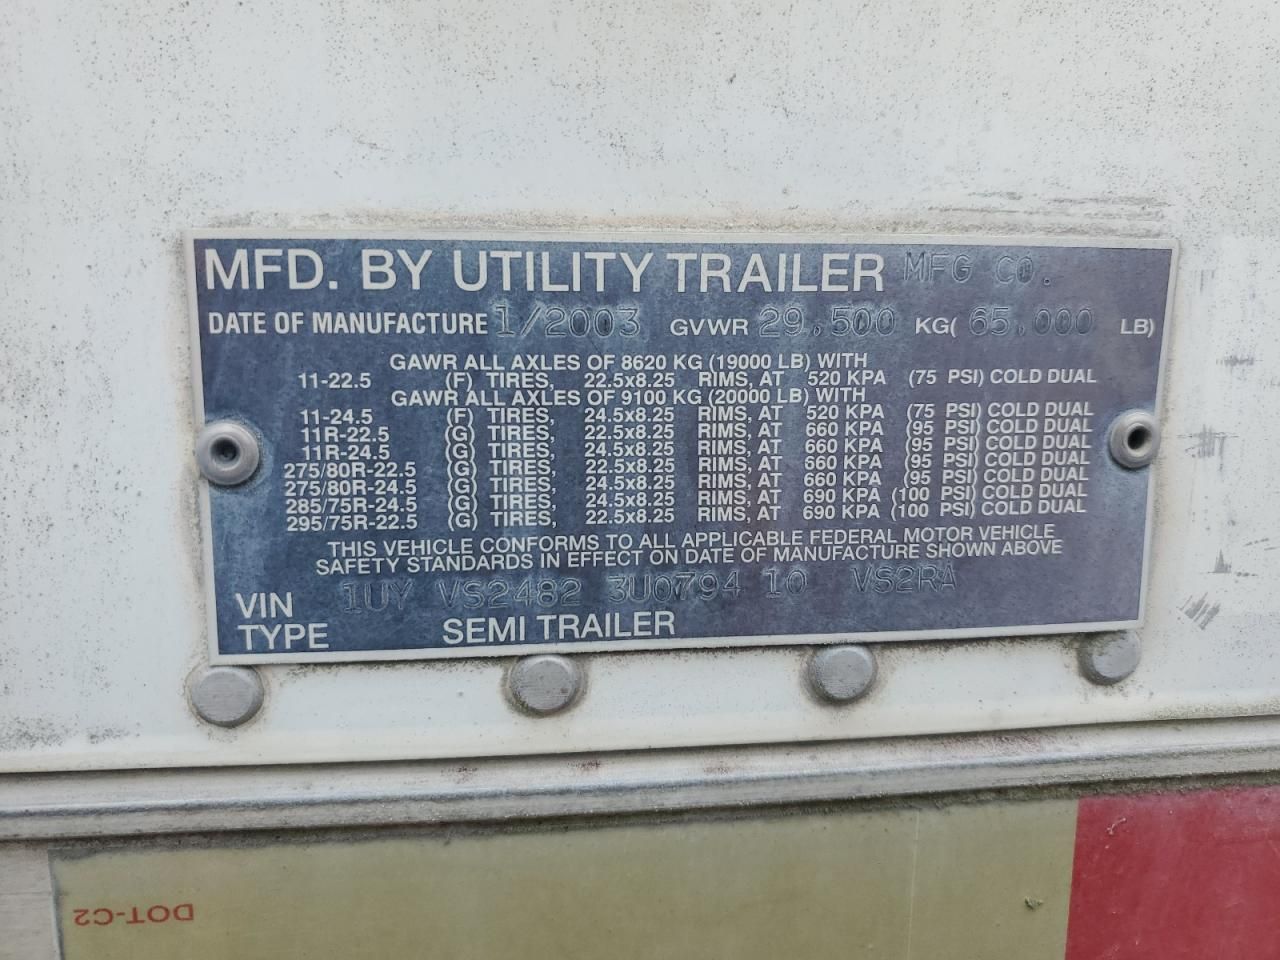 MFD. BY UTILITY TRAILER MFG CO.
DATE OF MANUFACTURE 1/2003 GVWR 29,500 KG( 65,000 LB)
GAWR ALL AXLES OF 8620 KG (19000 LB) WITH
11-22.5 (F) TIRES, 22.5x8.25 RIMS, AT 520 KPA (75 PSI) COLD DUAL
GAWR ALL AXLES OF 9100 KG (20000 LB) WITH
11-24.5 (F) TIRES, 24.5x8.25 RIMS, AT 520 KPA (75 PSI) COLD DUAL
11R-22.5 (G) TIRES, 22.5x8.25 RIMS, AT 660 KPA (95 PSI) COLD DUAL
11R-24.5 (G) TIRES, 24.5x8.25 RIMS, AT 660 KPA (95 PSI) COLD DUAL
275/80R-22.5 (G) TIRES, 22.5x8.25 RIMS, AT 660 KPA (95 PSI) COLD DUAL
275/80R-24.5 (G) TIRES, 24.5x8.25 RIMS, AT 660 KPA (95 PSI) COLD DUAL
285/75R-24.5 (G) TIRES, 24.5x8.25 RIMS, AT 690 KPA (100 PSI) COLD DUAL
295/75R-22.5 (G) TIRES, 22.5x8.25 RIMS, AT 690 KPA (100 PSI) COLD DUAL
THIS VEHICLE CONFORMS TO ALL APPLICABLE FEDERAL MOTOR VEHICLE
SAFETY STANDARDS IN EFFECT ON DATE OF MANUFACTURE SHOWN ABOVE
VIN 1UY VS2482 3U0794 10 VS2RA
TYPE SEMI TRAILER
DOT-C2